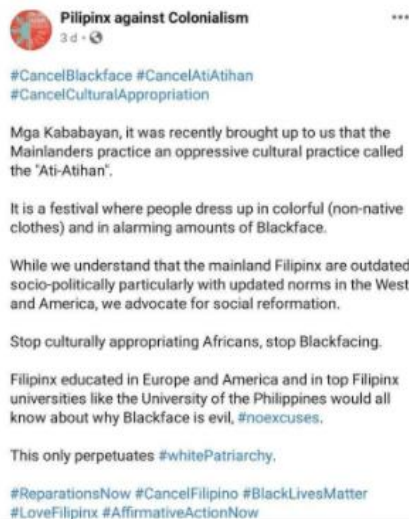 Pilipinx against Colonialism
3 d
#CancelBlackface #CancelAtiAtihan
#CancelCulturalAppropriation
Mga Kababayan, it was recently brought up to us that the
Mainlanders practice an oppressive cultural practice called
the "Ati-Atihan".
It is a festival where people dress up in colorful (non-native
clothes) and in alarming amounts of Blackface.
While we understand that the mainland Filipinx are outdated
socio-politically particularly with updated norms in the West
and America, we advocate for social reformation.
Stop culturally appropriating Africans, stop Blackfacing.
Filipinx educated in Europe and America and in top Filipinx
universities like the University of the Philippines would all
know about why Blackface is evil, #noexcuses.
This only perpetuates #whitePatriarchy.
#ReparationsNow #CancelFilipino #BlackLivesMatter
#LoveFilipinx #AffirmativeActionNow